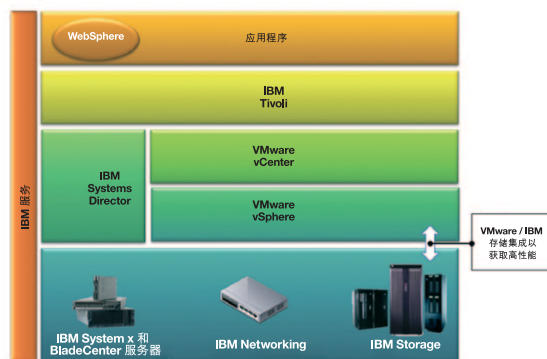 WebSphere
应用程序
IBM
Tivoli
IBM 服务
IBM
Systems
Director
VMware
vCenter
VMware
vSphere
VMware / IBM
存储集成以
获取高性能
IBM System x 和
BladeCenter 服务器
IBM Networking
IBM Storage